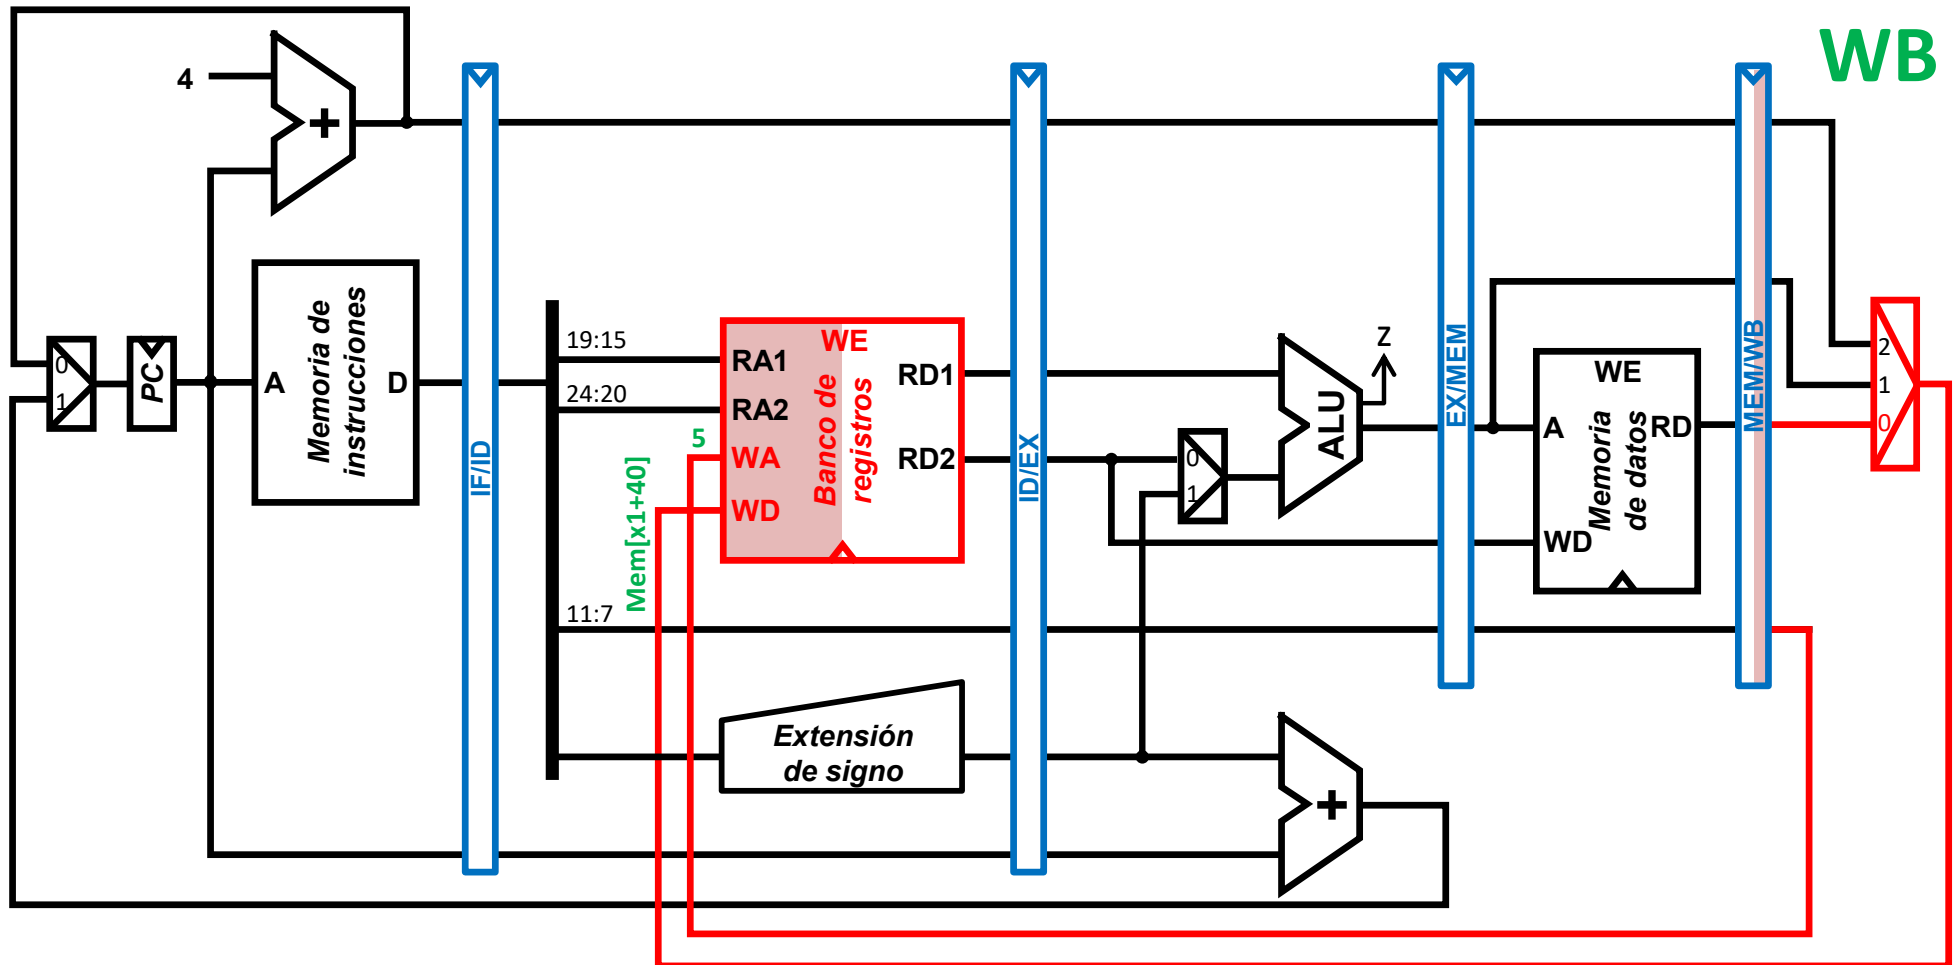 WB
4
+
IF/ID
ID/EX
EX/MEM
MEM/WB
0
1
PC
A
D
Memoria de
instrucciones
19:15
24:20
11:7
5
Mem[x1+40]
RA1
RA2
WA
WD
WE
RD1
RD2
Banco de
registros
0
1
ALU
Z
A
WE
RD
WD
Memoria
de datos
2
1
0
Extensión
de signo
+